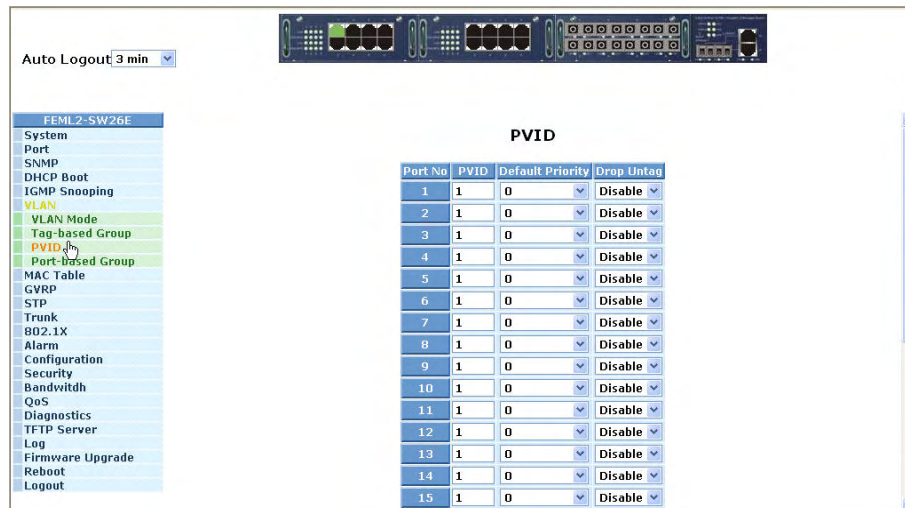 Auto Logout 3 min
FEML2-SW26E
System
Port
SNMP
DHCP Boot
IGMP Snooping
VLAN
VLAN Mode
Tag-based Group
PVID
Port-based Group
MAC Table
GVRP
STP
Trunk
802.1X
Alarm
Configuration
Security
Bandwitdh
QoS
Diagnostics
TFTP Server
Log
Firmware Upgrade
Reboot
Logout
PVID
Port No PVID Default Priority Drop Untag
1 1 0 Disable
2 1 0 Disable
3 1 0 Disable
4 1 0 Disable
5 1 0 Disable
6 1 0 Disable
7 1 0 Disable
8 1 0 Disable
9 1 0 Disable
10 1 0 Disable
11 1 0 Disable
12 1 0 Disable
13 1 0 Disable
14 1 0 Disable
15 1 0 Disable